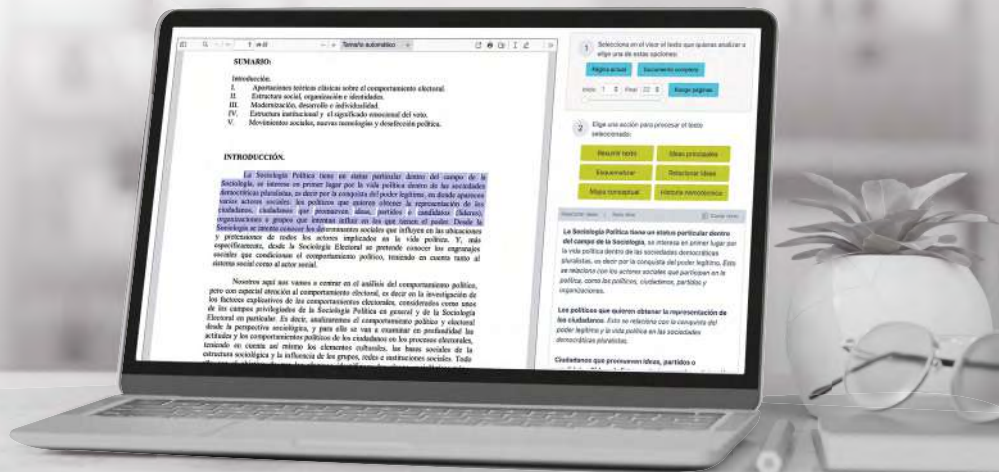 1 de 22
Tamaño automático
SUMARIO:
Introducción.
I. Aportaciones teóricas clásicas sobre el comportamiento electoral.
II. Estructura social, organización e identidades.
III. Modernización, desarrollo e individualidad.
IV. Estructura institucional y el significado emocional del voto.
V. Movimientos sociales, nuevas tecnologías y desafección política.
INTRODUCCIÓN.
La Sociología Política tiene un status particular dentro del campo de la
Sociología, se interesa en primer lugar por la vida política dentro de las sociedades
democráticas pluralistas, es decir por la conquista del poder legítimo, en donde aparecen
varios actores sociales: los políticos que quieren obtener la representación de los
ciudadanos, ciudadanos que promueven ideas, partidos o candidatos (líderes),
organizaciones o grupos que intentan influir en los que tienen el poder. Desde la
Sociología se intenta conocer los determinantes sociales que influyen en las ubicaciones
y pretensiones de todos los actores implicados en la vida política. Y, más
específicamente, desde la Sociología Electoral se pretende conocer los engranajes
sociales que condicionan el comportamiento político, teniendo en cuenta tanto al
sistema social como al actor social.
Nosotros aquí nos vamos a centrar en el análisis del comportamiento político,
pero con especial atención al comportamiento electoral, es decir en la investigación de
los factores explicativos de los comportamientos electorales, considerados como unos
de los campos privilegiados de la Sociología Política en general y de la Sociología
Electoral en particular. Es decir, analizaremos el comportamiento político y electoral
desde la perspectiva sociológica, y para ello se van a examinar en profundidad las
actitudes y los comportamientos políticos de los ciudadanos en los procesos electorales,
teniendo en cuenta así mismo los elementos culturales, las bases sociales de la
estructura sociológica y la influencia de los grupos, redes e instituciones sociales. Todo
1 Selecciona en el visor el texto que quieres analizar o
elige una de estas opciones:
Página actual Documento completo
Inicio 1 Final 22 Rango páginas
2 Elige una acción para procesar el texto
seleccionado:
Resumir texto Ideas principales
Esquematizar Relacionar ideas
Mapa conceptual Historia nemotécnica
Relacionar ideas
La Sociología Política tiene un status particular dentro
del campo de la Sociología, se interesa en primer lugar por
la vida política dentro de las sociedades democráticas
pluralistas, es decir por la conquista del poder legítimo. Esto
se relaciona con los actores sociales que participan en la
política, como los políticos, ciudadanos, partidos y
organizaciones.
Los políticos que quieren obtener la representación de
los ciudadanos. Esto se relaciona con la conquista del
poder legítimo y la vida política en las sociedades
democráticas pluralistas.
Ciudadanos que promueven ideas, partidos o